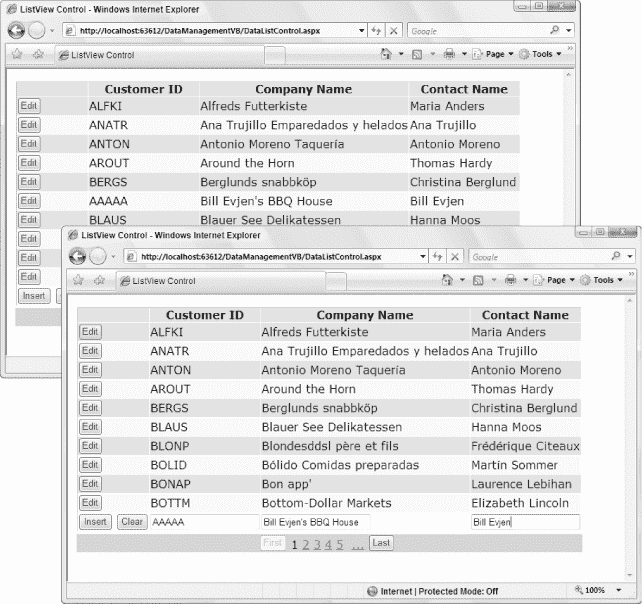 ListView Control - Windows Internet Explorer
http://localhost:63612/DataManagementVB/DataListControl.aspx Google
ListView Control Page Tools
Customer ID Company Name Contact Name
Edit ALFKI Alfreds Futterkiste Maria Anders
Edit ANATR Ana Trujillo Emparedados y helados Ana Trujillo
Edit ANTON Antonio Moreno Taquería Antonio Moreno
Edit AROUT Around the Horn Thomas Hardy
Edit BERGS Berglunds snabbköp Christina Berglund
Edit AAAAA Bill Evjen's BBQ House Bill Evjen
Edit BLAUS Blauer See Delikatessen Hanna Moos
Edit
Edit
Edit
Insert
ListView Control - Windows Internet Explorer
http://localhost:63612/DataManagementVB/DataListControl.aspx Google
ListView Control Page Tools
Customer ID Company Name Contact Name
Edit ALFKI Alfreds Futterkiste Maria Anders
Edit ANATR Ana Trujillo Emparedados y helados Ana Trujillo
Edit ANTON Antonio Moreno Taquería Antonio Moreno
Edit AROUT Around the Horn Thomas Hardy
Edit BERGS Berglunds snabbköp Christina Berglund
Edit BLAUS Blauer See Delikatessen Hanna Moos
Edit BLONP Blondesddsl père et fils Frédérique Citeaux
Edit BOLID Bólido Comidas preparadas Martín Sommer
Edit BONAP Bon app' Laurence Lebihan
Edit BOTTM Bottom-Dollar Markets Elizabeth Lincoln
Insert Clear AAAAA Bill Evjen's BBQ House Bill Evjen
First 1 2 3 4 5 ... Last
Internet | Protected Mode: Off 100%